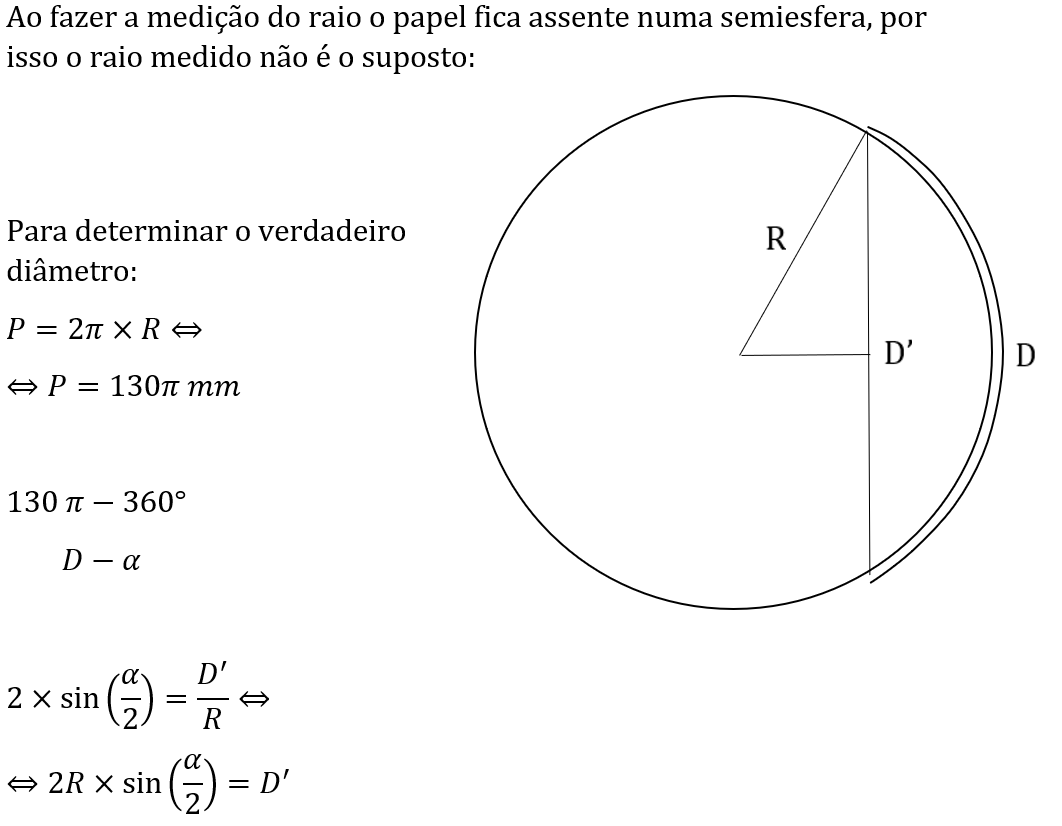 Ao fazer a medição do raio o papel fica assente numa semiesfera, por
isso o raio medido não é o suposto:
Para determinar o verdadeiro
diâmetro:
P = 2π × R ⇔
⇔ P = 130π mm
130 π − 360°
D − α
2 × sin(α/2) = D′/R ⇔
⇔ 2R × sin(α/2) = D′
R
D’
D